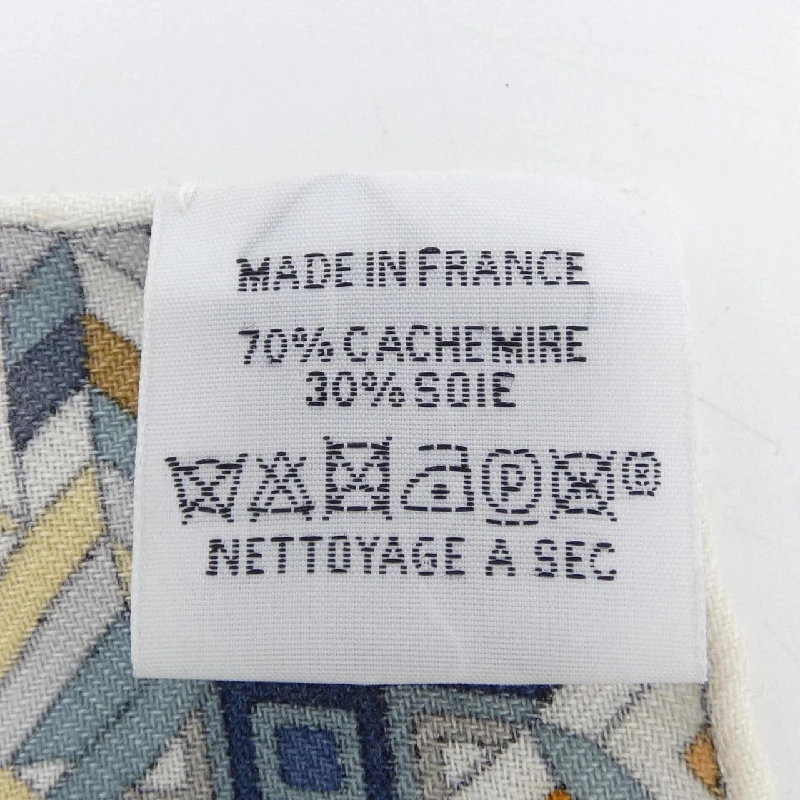 MADE IN FRANCE
70% CACHEMIRE
30% SOIE
P ®
NETTOYAGE A SEC